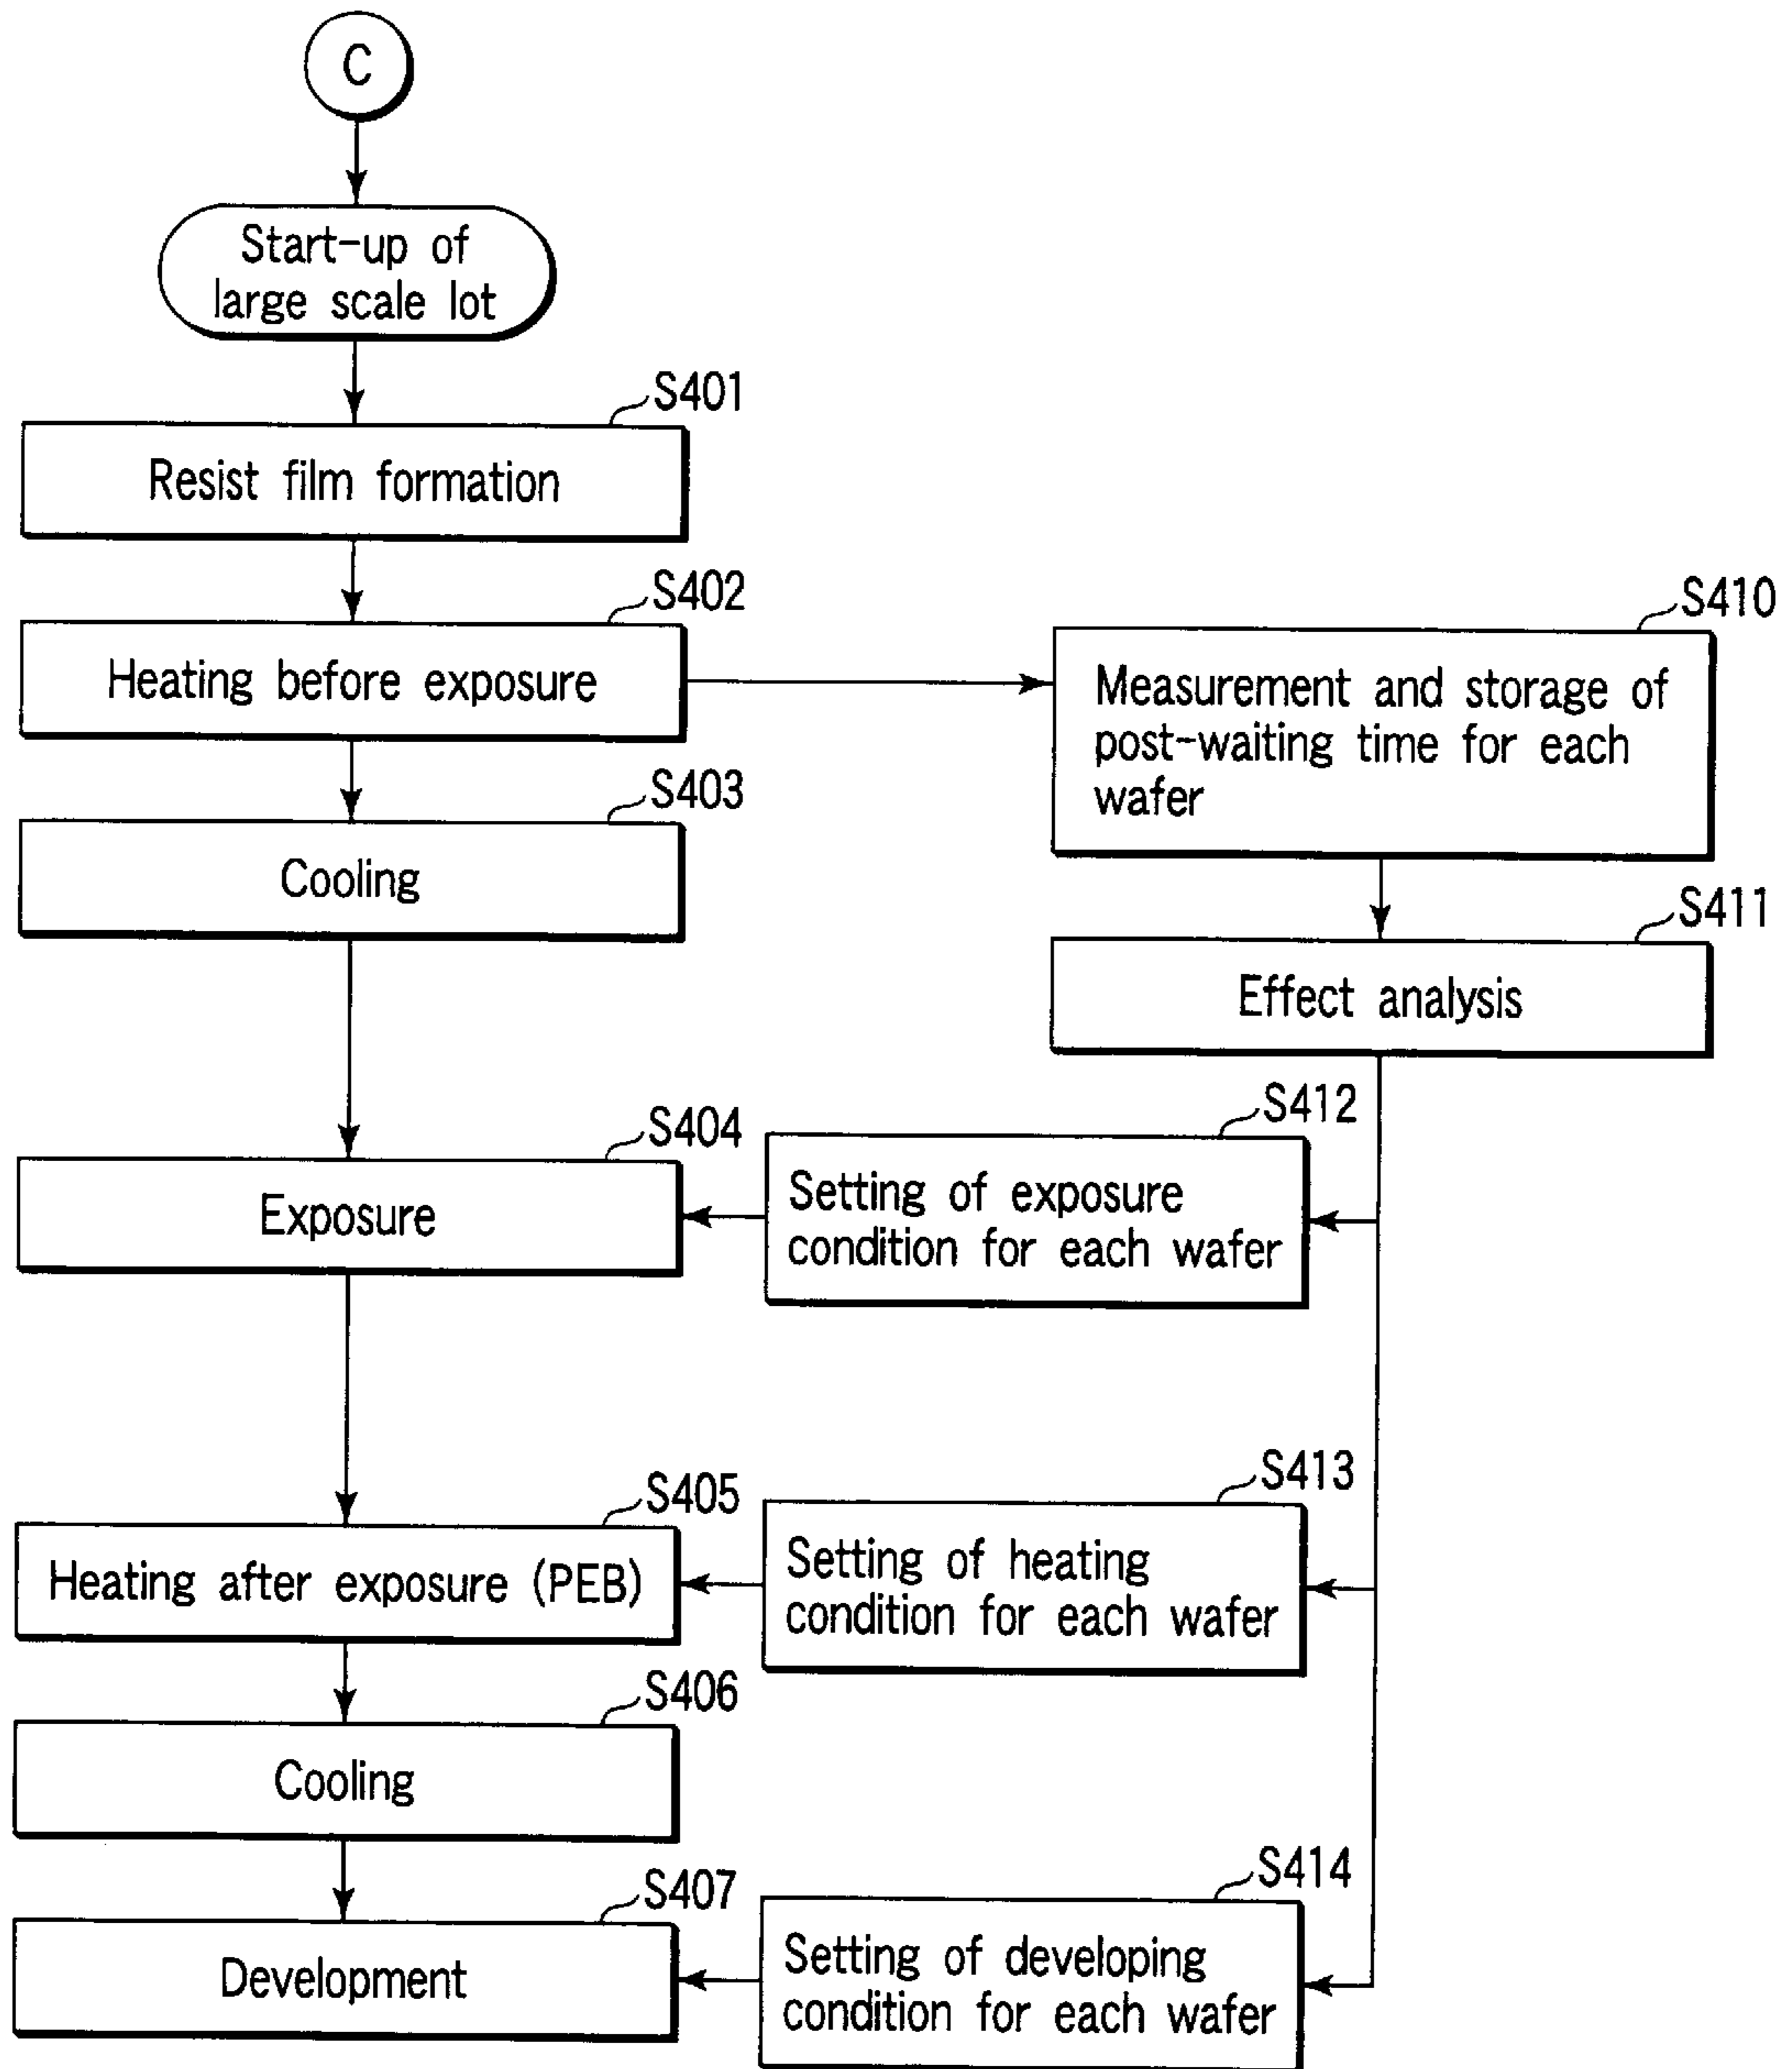 C
Start-up of
large scale lot
S401
Resist film formation
S402
Heating before exposure
S410
Measurement and storage of
post-waiting time for each
wafer
S403
Cooling
S411
Effect analysis
S404
Exposure
S412
Setting of exposure
condition for each wafer
S405
Heating after exposure (PEB)
S413
Setting of heating
condition for each wafer
S406
Cooling
S407
Development
S414
Setting of developing
condition for each wafer